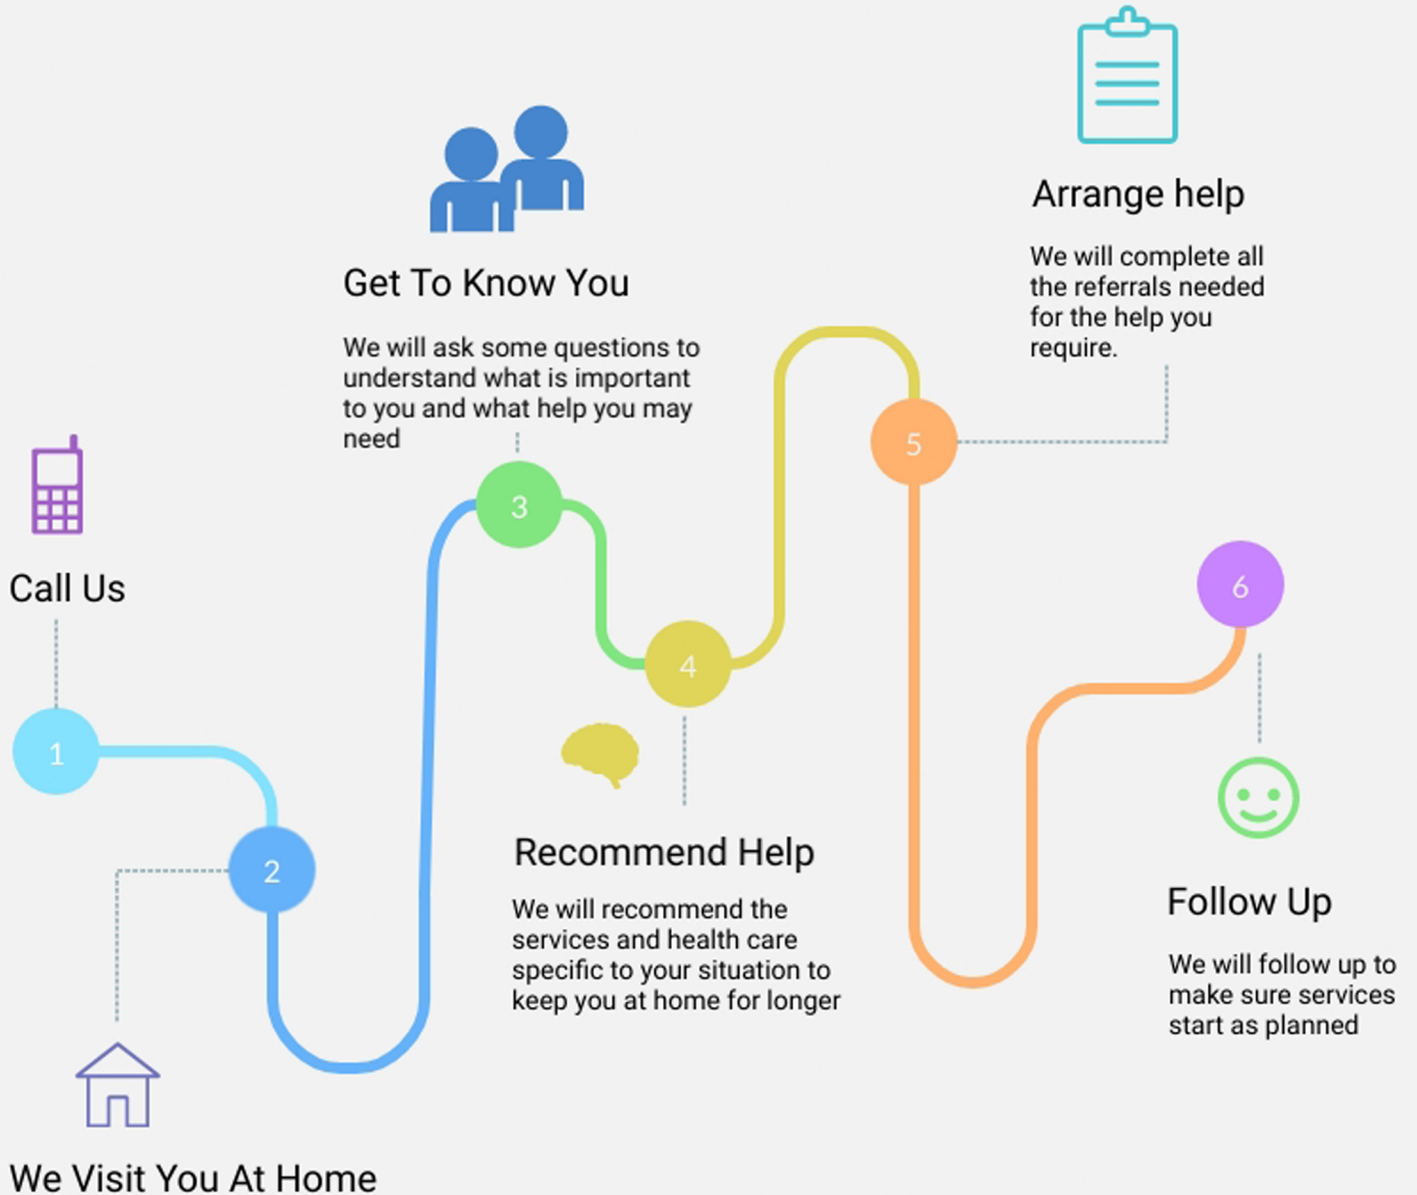 Call Us
1
2
We Visit You At Home
Get To Know You
We will ask some questions to
understand what is important
to you and what help you may
need
3
4
Recommend Help
We will recommend the
services and health care
specific to your situation to
keep you at home for longer
Arrange help
We will complete all
the referrals needed
for the help you
require.
5
6
Follow Up
We will follow up to
make sure services
start as planned